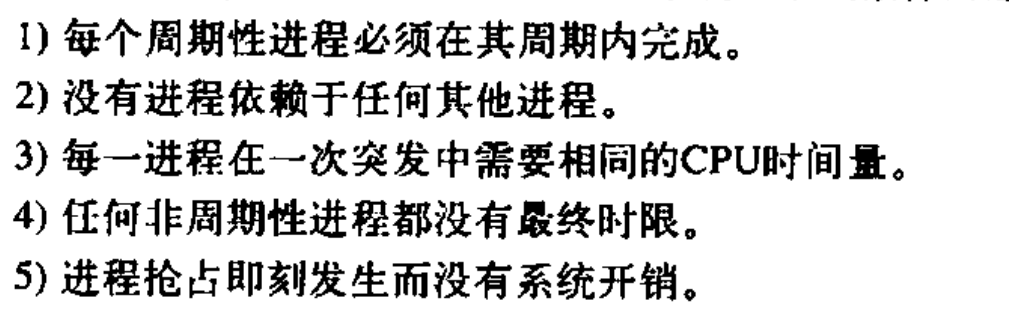 1) 每个周期性进程必须在其周期内完成。
2) 没有进程依赖于任何其他进程。
3) 每一进程在一次突发中需要相同的CPU时间量。
4) 任何非周期性进程都没有最终时限。
5) 进程抢占即刻发生而没有系统开销。